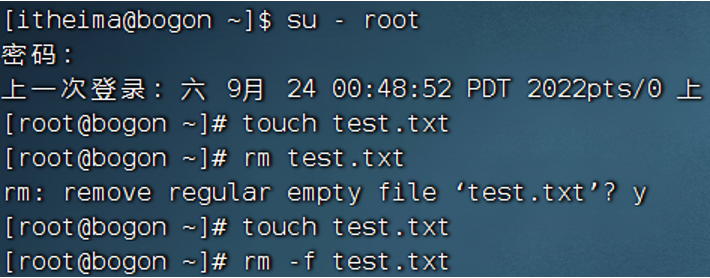 [itheima@bogon ~]$ su - root
密码：
上一次登录：六 9月 24 00:48:52 PDT 2022pts/0 上
[root@bogon ~]# touch test.txt
[root@bogon ~]# rm test.txt
rm: remove regular empty file ‘test.txt’? y
[root@bogon ~]# touch test.txt
[root@bogon ~]# rm -f test.txt